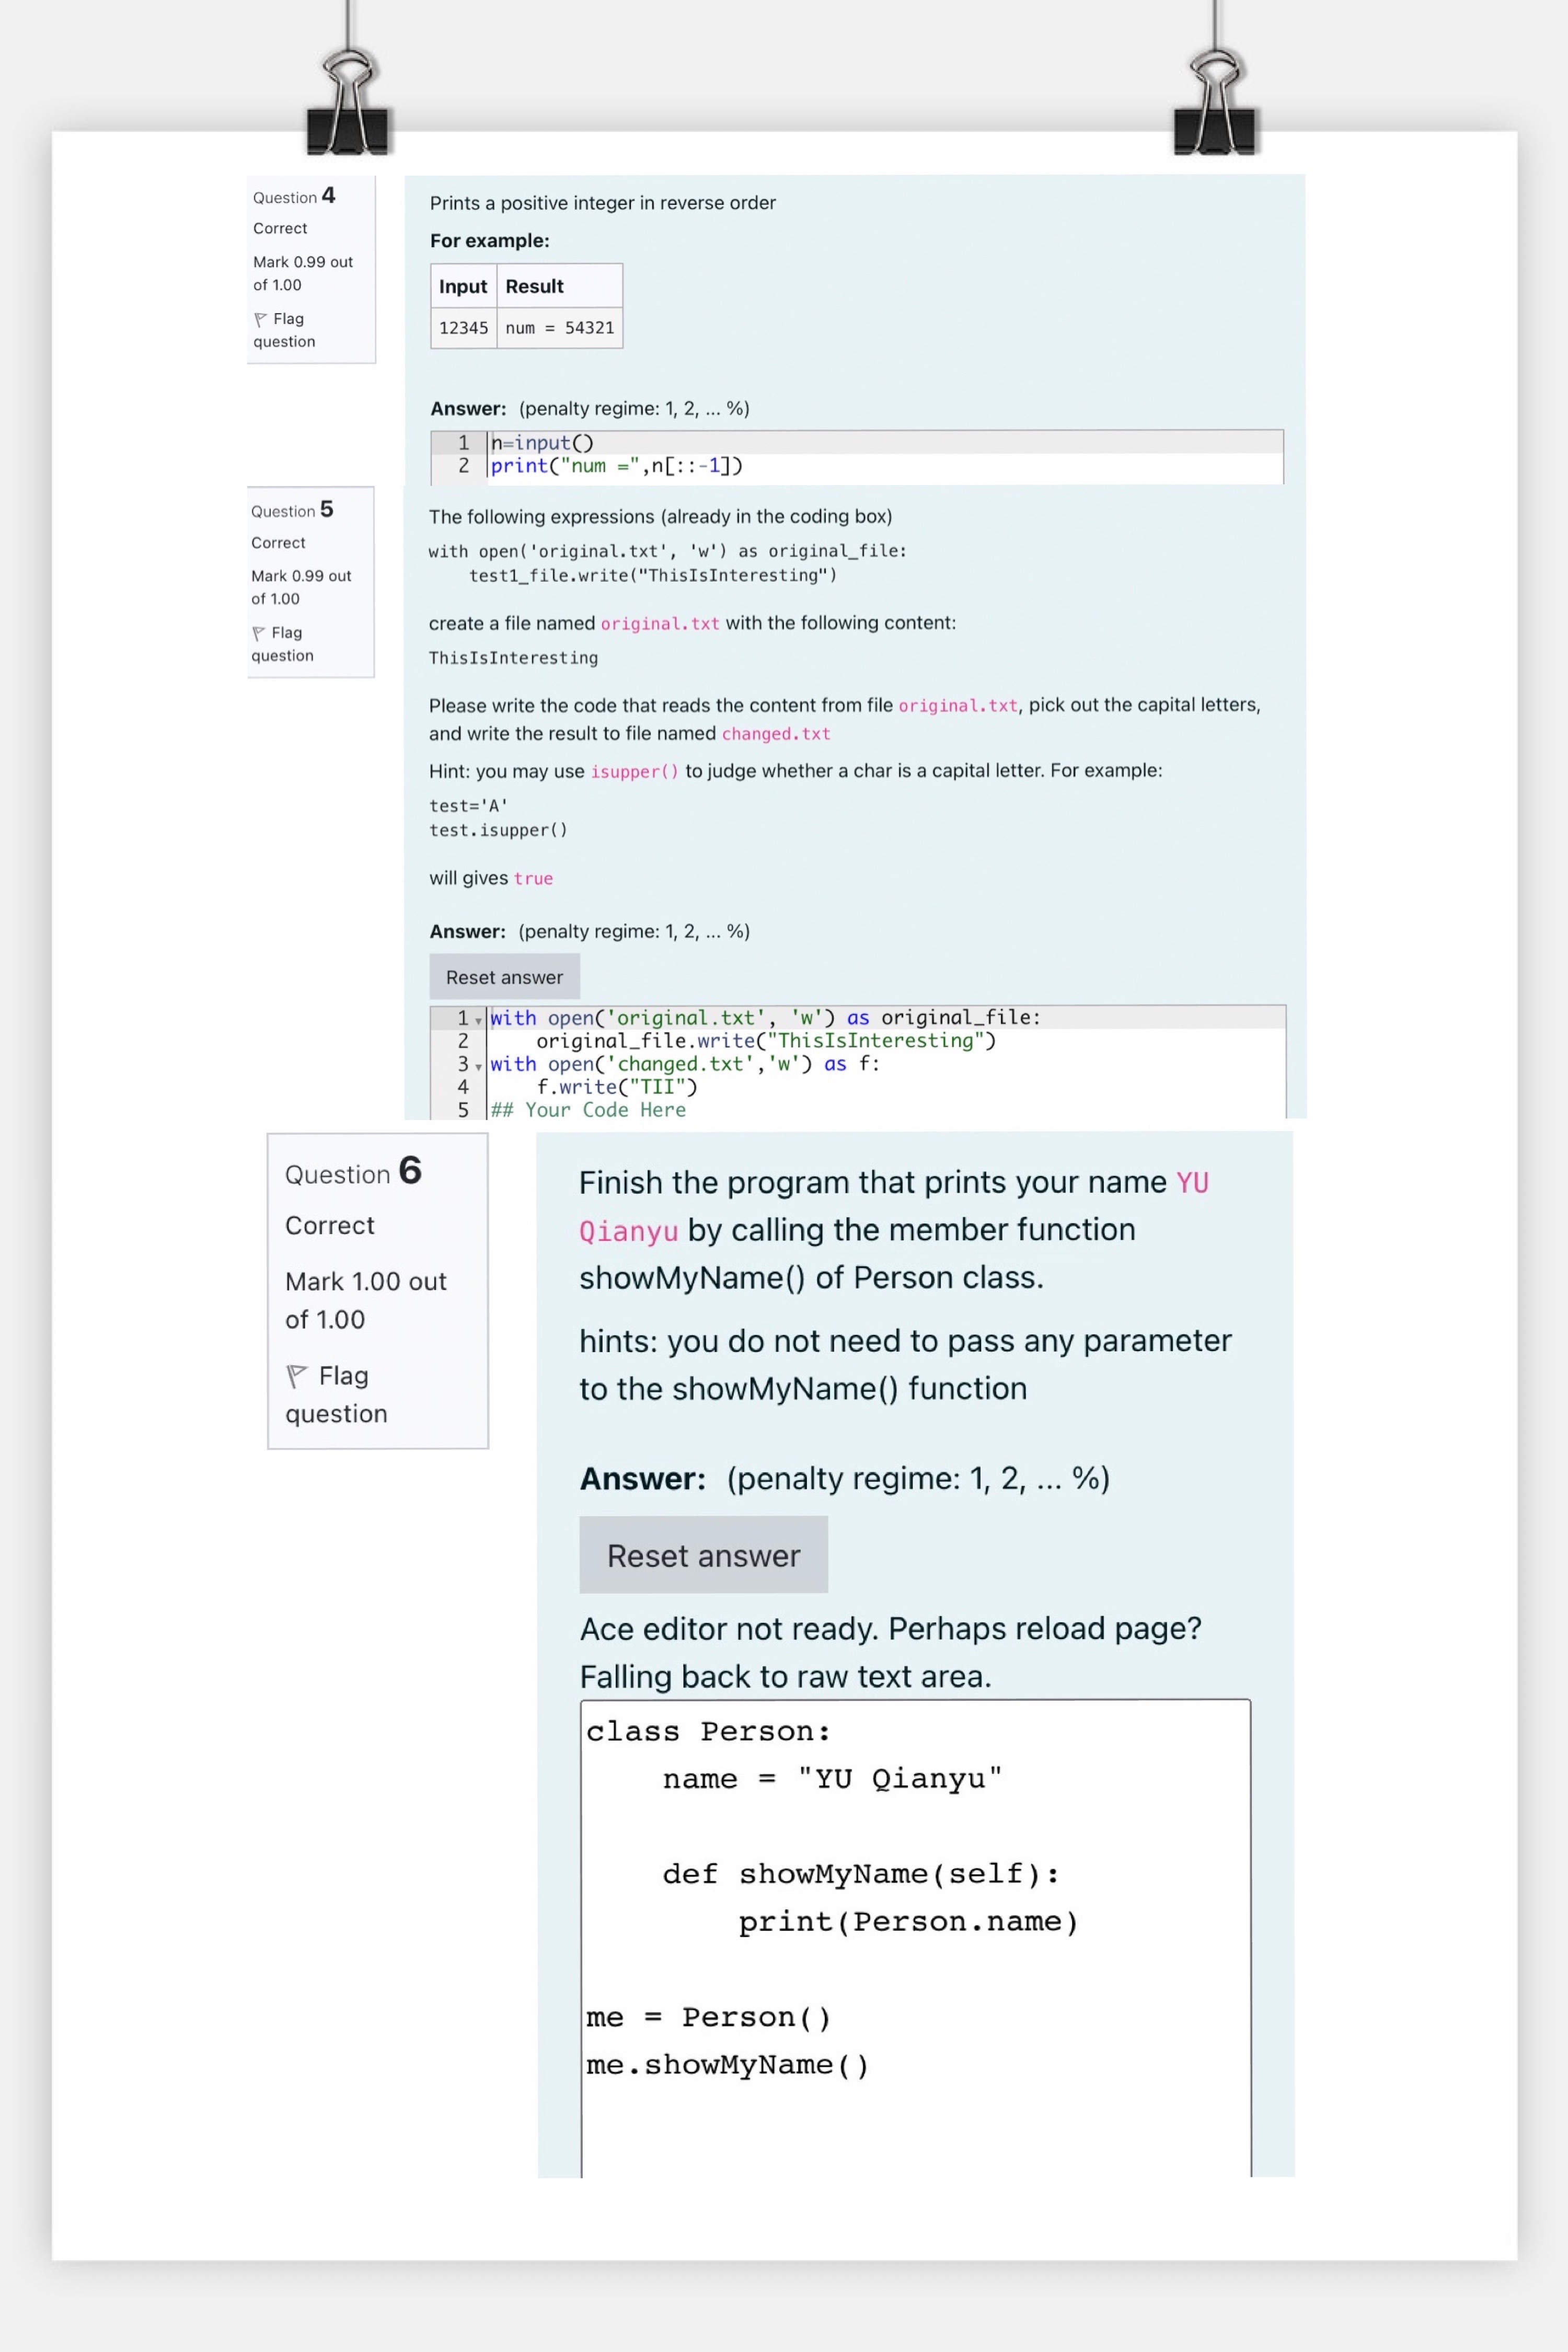 Question 4
Correct
Mark 0.99 out
of 1.00
Flag
question
Prints a positive integer in reverse order
For example:
Input Result
12345 num = 54321
Answer: (penalty regime: 1, 2, ... %)
1 n=input()
2 print("num =",n[::-1])
Question 5
Correct
Mark 0.99 out
of 1.00
Flag
question
The following expressions (already in the coding box)
with open('original.txt', 'w') as original_file:
    test1_file.write("ThisIsInteresting")
create a file named original.txt with the following content:
ThisIsInteresting
Please write the code that reads the content from file original.txt, pick out the capital letters,
and write the result to file named changed.txt
Hint: you may use isupper() to judge whether a char is a capital letter. For example:
test='A'
test.isupper()
will gives true
Answer: (penalty regime: 1, 2, ... %)
Reset answer
1 with open('original.txt', 'w') as original_file:
2     original_file.write("ThisIsInteresting")
3 with open('changed.txt','w') as f:
4     f.write("TII")
5 ## Your Code Here
Question 6
Correct
Mark 1.00 out
of 1.00
Flag
question
Finish the program that prints your name YU
Qianyu by calling the member function
showMyName() of Person class.
hints: you do not need to pass any parameter
to the showMyName() function
Answer: (penalty regime: 1, 2, ... %)
Reset answer
Ace editor not ready. Perhaps reload page?
Falling back to raw text area.
class Person:
    name = "YU Qianyu"
    def showMyName(self):
        print(Person.name)
me = Person()
me.showMyName()